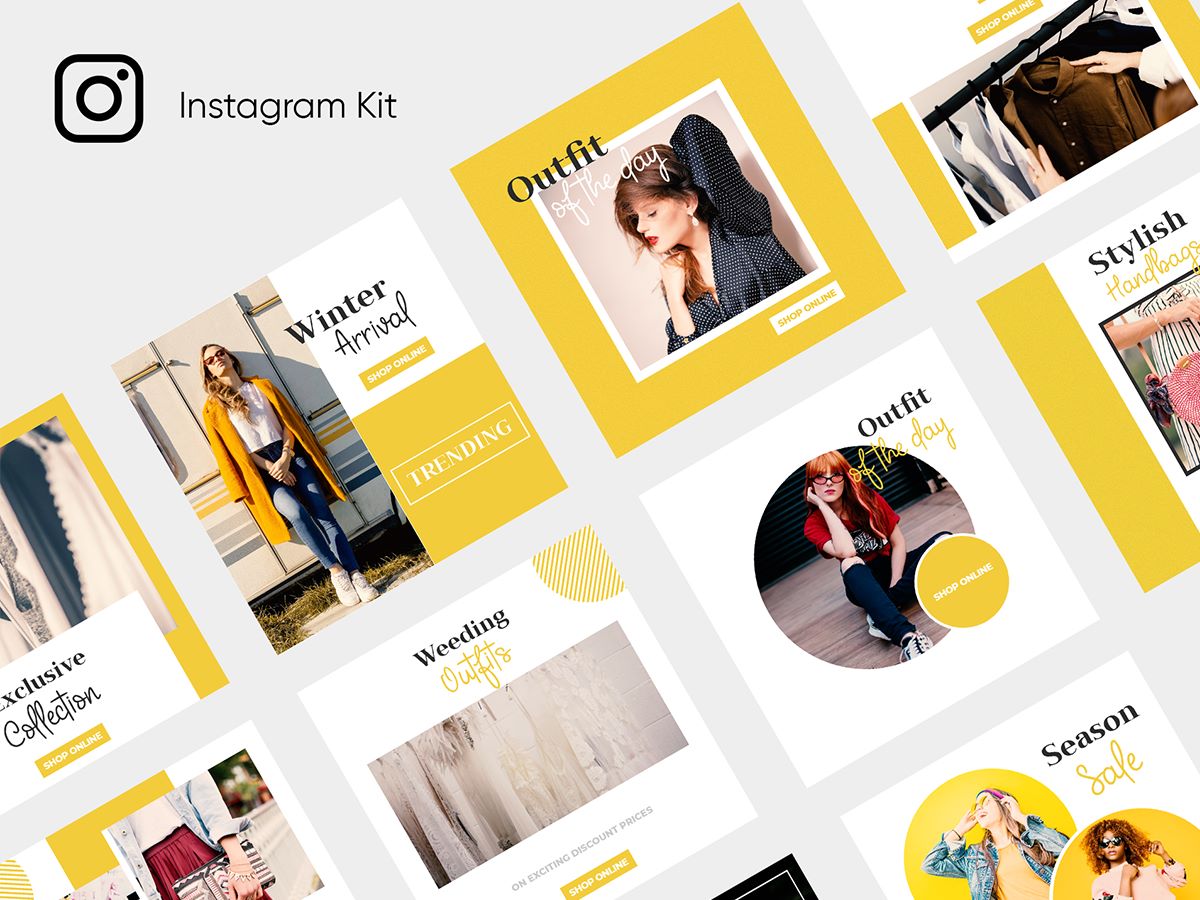 Instagram Kit
SHOP ONLINE
Outfit
of the day
SHOP ONLINE
Stylish
Handbags
Winter
Arrival
SHOP ONLINE
TRENDING
Outfit
of the day
SHOP ONLINE
Exclusive
Collection
SHOP ONLINE
Weeding
Outfits
ON EXCITING DISCOUNT PRICES
SHOP ONLINE
Season
Sale